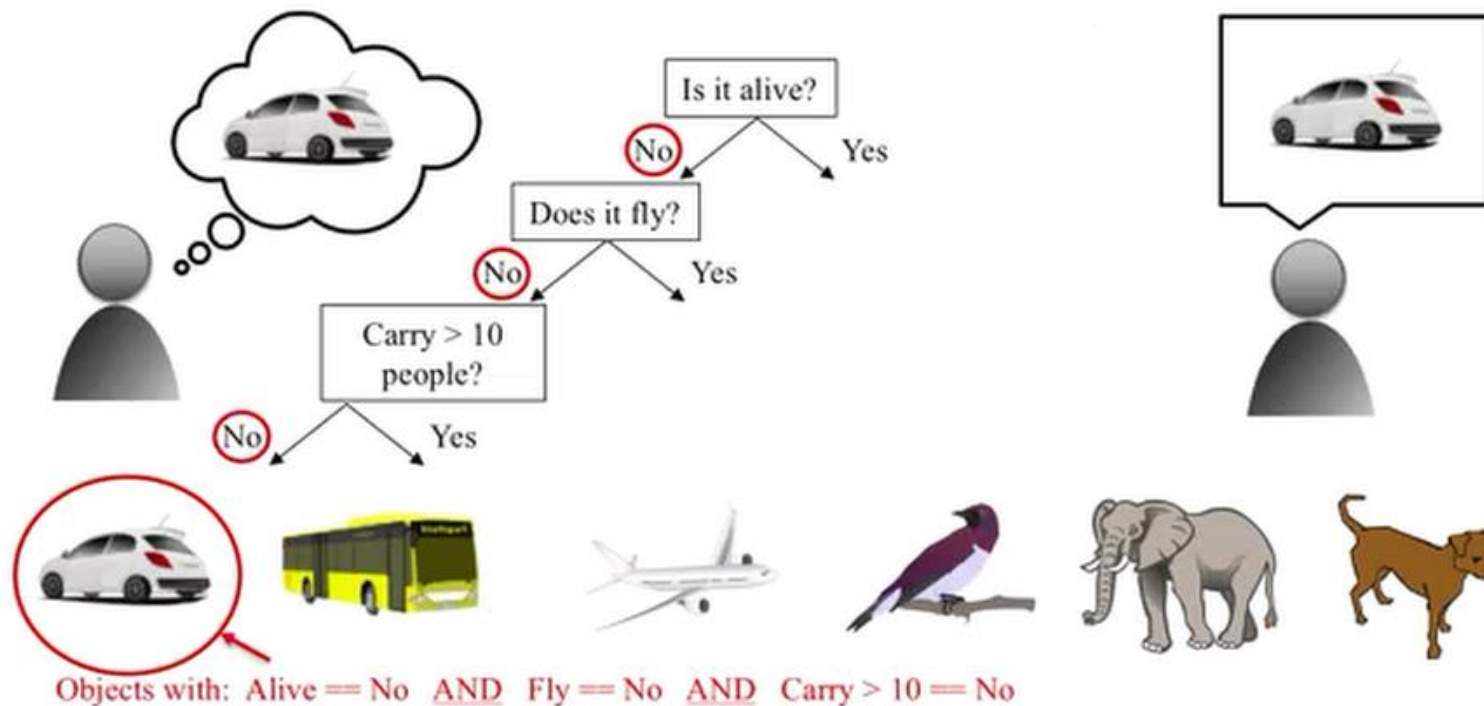 Is it alive?
No
Yes
Does it fly?
No
Yes
Carry > 10
people?
No
Yes
Stuttgart
Objects with: Alive == No AND Fly == No AND Carry > 10 == No